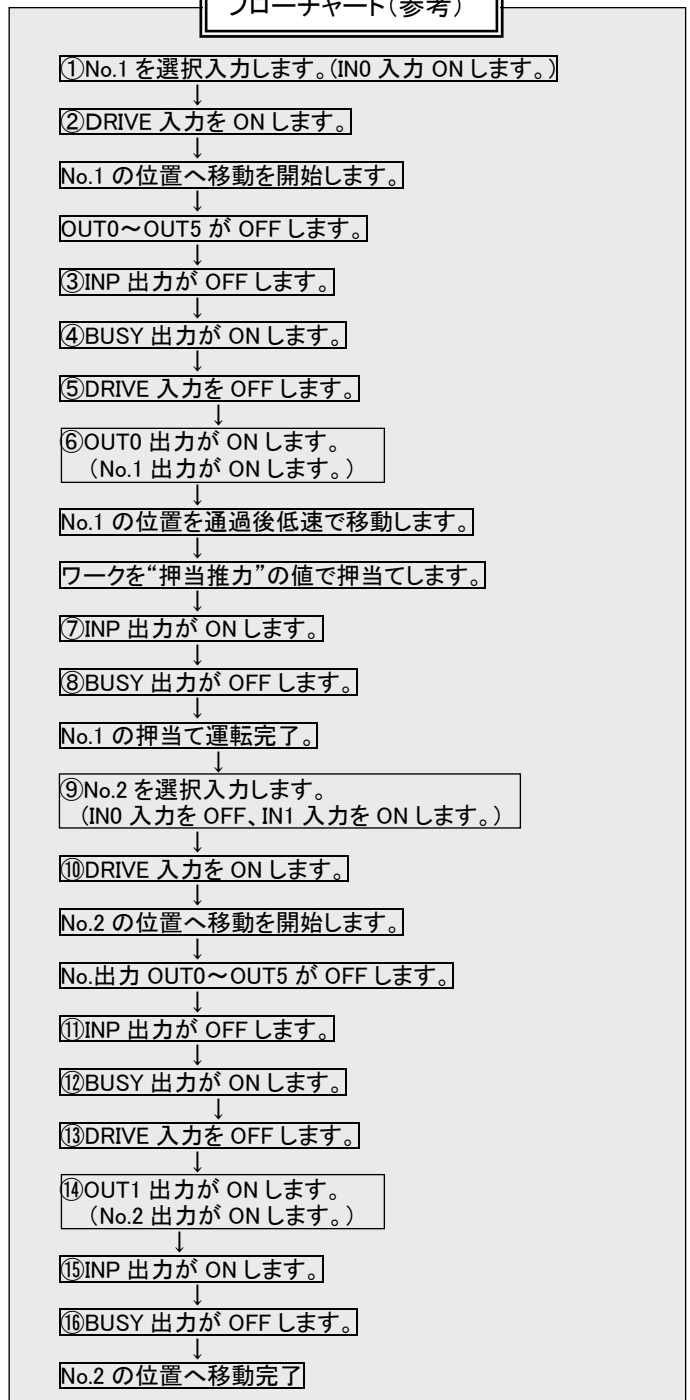 フローチャート(参考)
①No.1 を選択入力します。(IN0 入力 ON します。)
↓
②DRIVE 入力を ON します。
↓
No.1 の位置へ移動を開始します。
↓
OUT0～OUT5 が OFF します。
↓
③INP 出力が OFF します。
↓
④BUSY 出力が ON します。
↓
⑤DRIVE 入力を OFF します。
↓
⑥OUT0 出力が ON します。
(No.1 出力が ON します。)
↓
No.1 の位置を通過後低速で移動します。
↓
ワークを“押当推力”の値で押当てします。
↓
⑦INP 出力が ON します。
↓
⑧BUSY 出力が OFF します。
↓
No.1 の押当て運転完了。
↓
⑨No.2 を選択入力します。
(IN0 入力を OFF、IN1 入力を ON します。)
↓
⑩DRIVE 入力を ON します。
↓
No.2 の位置へ移動を開始します。
↓
No.出力 OUT0～OUT5 が OFF します。
↓
⑪INP 出力が OFF します。
↓
⑫BUSY 出力が ON します。
↓
⑬DRIVE 入力を OFF します。
↓
⑭OUT1 出力が ON します。
(No.2 出力が ON します。)
↓
⑮INP 出力が ON します。
↓
⑯BUSY 出力が OFF します。
↓
No.2 の位置へ移動完了